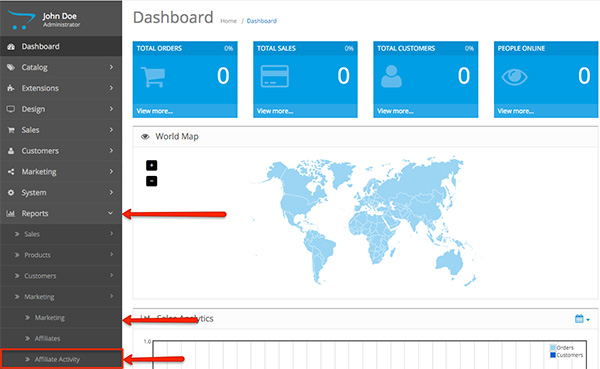 John Doe
Administrator
Dashboard
Catalog
Extensions
Design
Sales
Customers
Marketing
System
Reports
Sales
Products
Customers
Marketing
Marketing
Affiliates
Affiliate Activity
Dashboard Home / Dashboard
TOTAL ORDERS 0%
0
View more...
TOTAL SALES 0%
0
View more...
TOTAL CUSTOMERS 0%
0
View more...
PEOPLE ONLINE
0
View more...
World Map
+
−
Sales Analytics
1.0
Orders
Customers